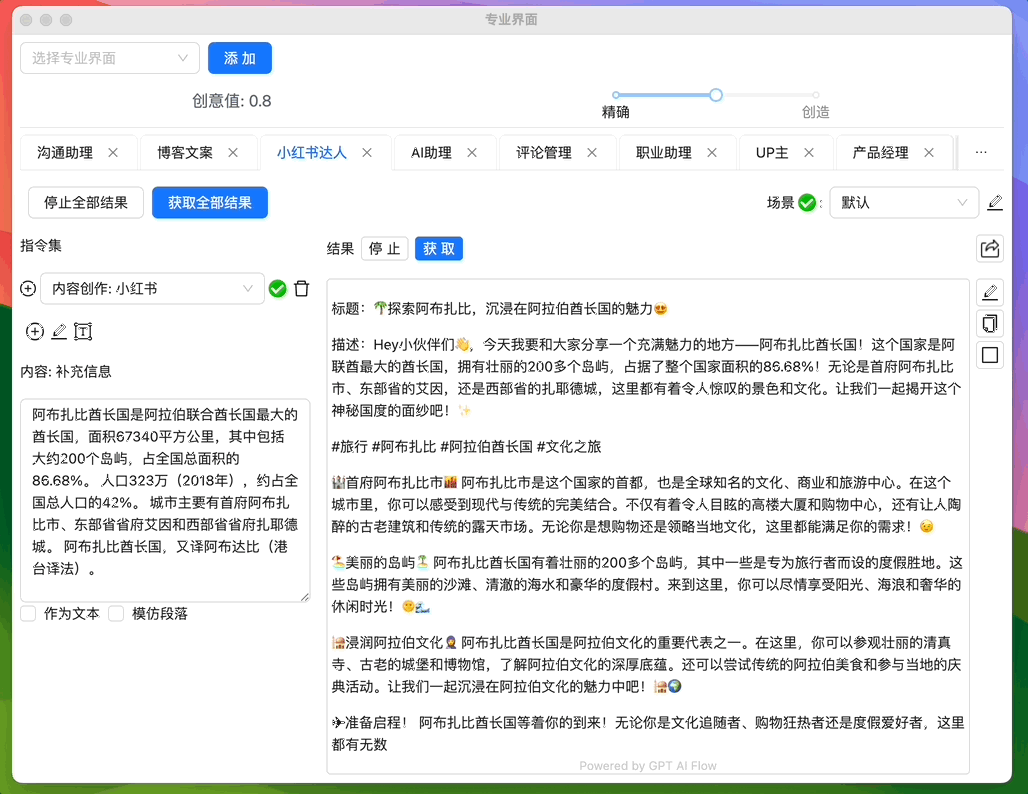 专业界面
选择专业界面
添 加
创意值: 0.8
精确
创造
沟通助理
博客文案
小红书达人
AI助理
评论管理
职业助理
UP主
产品经理
···
停止全部结果
获取全部结果
场景
:
默认
指令集
结果
停 止
获 取
内容创作: 小红书
内容: 补充信息
阿布扎比酋长国是阿拉伯联合酋长国最大的
酋长国，面积67340平方公里，其中包括
大约200个岛屿，占全国总面积的
86.68%。 人口323万（2018年），约占全
国总人口的42%。 城市主要有首府阿布扎
比市、东部省省府艾因和西部省省府扎耶德
城。 阿布扎比酋长国，又译阿布达比（港
台译法）。
作为文本
模仿段落
标题：🌴探索阿布扎比，沉浸在阿拉伯酋长国的魅力😍
描述：Hey小伙伴们👋，今天我要和大家分享一个充满魅力的地方——阿布扎比酋长国！这个国家是阿
联酋最大的酋长国，拥有壮丽的200多个岛屿，占据了整个国家面积的86.68%！无论是首府阿布扎比
市、东部省的艾因，还是西部省的扎耶德城，这里都有着令人惊叹的景色和文化。让我们一起揭开这个
神秘国度的面纱吧！✨
#旅行 #阿布扎比 #阿拉伯酋长国 #文化之旅
🕌首府阿布扎比市🌇 阿布扎比市是这个国家的首都，也是全球知名的文化、商业和旅游中心。在这个
城市里，你可以感受到现代与传统的完美结合。不仅有着令人目眩的高楼大厦和购物中心，还有让人陶
醉的古老建筑和传统的露天市场。无论你是想购物还是领略当地文化，这里都能满足你的需求！😉
🏖️美丽的岛屿🏝️ 阿布扎比酋长国有着壮丽的200多个岛屿，其中一些是专为旅行者而设的度假胜地。这
些岛屿拥有美丽的沙滩、清澈的海水和豪华的度假村。来到这里，你可以尽情享受阳光、海浪和奢华的
休闲时光！🌞🌊
🕌浸润阿拉伯文化🧕 阿布扎比酋长国是阿拉伯文化的重要代表之一。在这里，你可以参观壮丽的清真
寺、古老的城堡和博物馆，了解阿拉伯文化的深厚底蕴。还可以尝试传统的阿拉伯美食和参与当地的庆
典活动。让我们一起沉浸在阿拉伯文化的魅力中吧！🕌🌍
✈️准备启程！ 阿布扎比酋长国等着你的到来！无论你是文化追随者、购物狂热者还是度假爱好者，这里
都有无数
Powered by GPT AI Flow